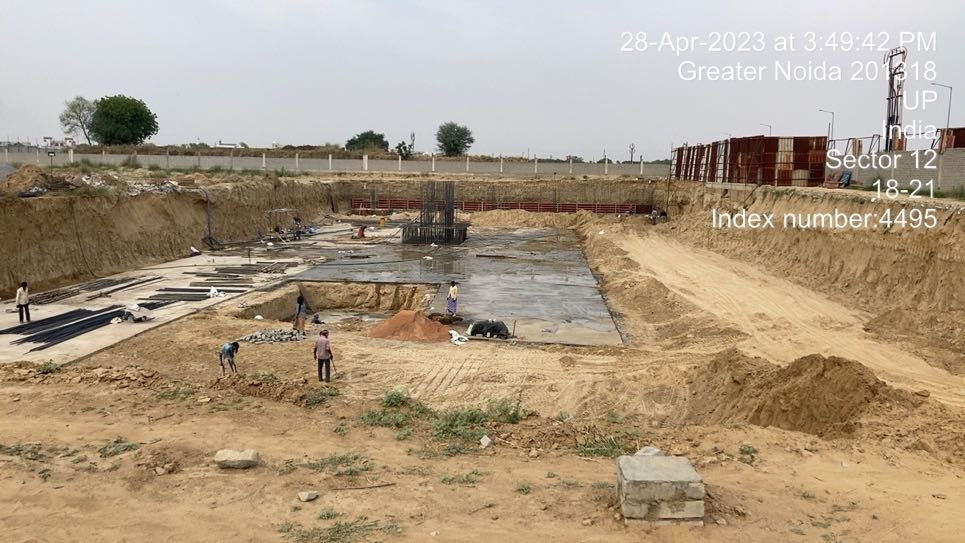 28-Apr-2023 at 3:49:42 PM
Greater Noida 201318
UP
India
Sector 12
18-21
Index number:4495